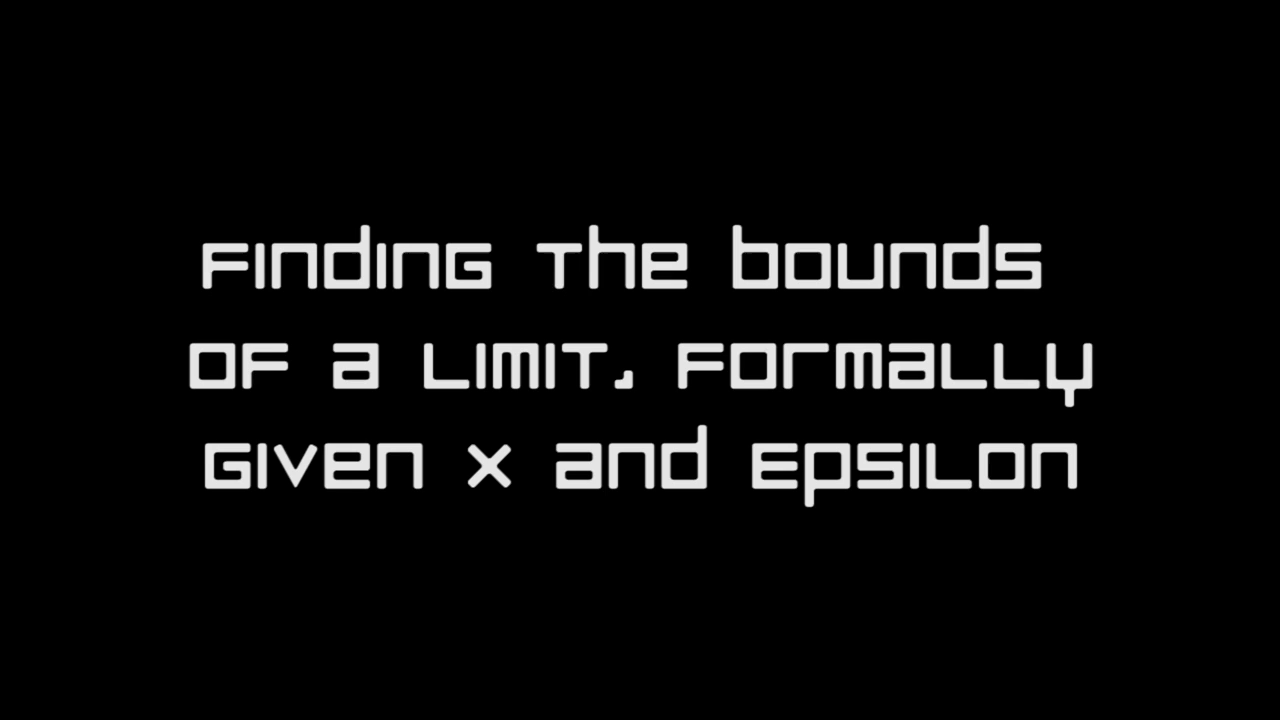 Finding the bounds
of a limit, formally
given x and epsilon